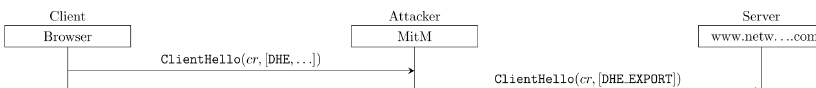 Client Attacker Server
Browser MitM www.netw. . . .com
ClientHello(cr, [DHE, . . .])
ClientHello(cr, [DHE_EXPORT])